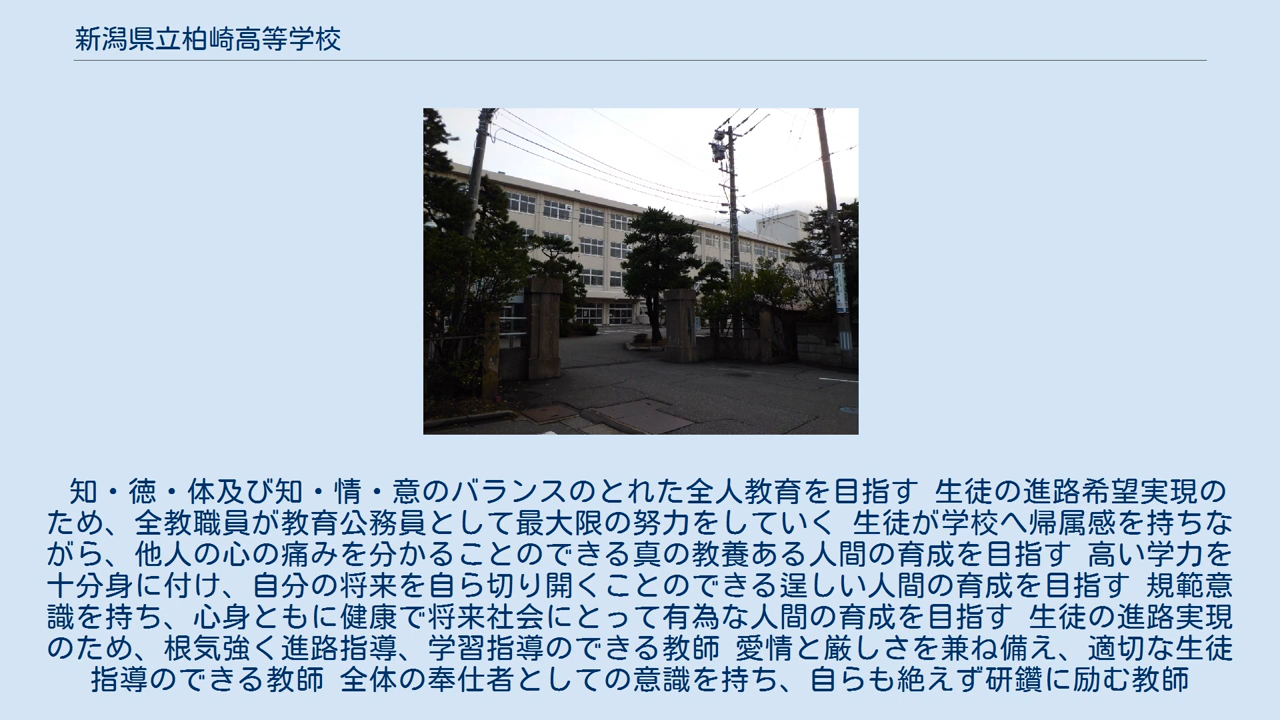 新潟県立柏崎高等学校
知・徳・体及び知・情・意のバランスのとれた全人教育を目指す 生徒の進路希望実現の
ため、全教職員が教育公務員として最大限の努力をしていく 生徒が学校へ帰属感を持ちな
がら、他人の心の痛みを分かることのできる真の教養ある人間の育成を目指す 高い学力を
十分身に付け、自分の将来を自ら切り開くことのできる逞しい人間の育成を目指す 規範意
識を持ち、心身ともに健康で将来社会にとって有為な人間の育成を目指す 生徒の進路実現
のため、根気強く進路指導、学習指導のできる教師 愛情と厳しさを兼ね備え、適切な生徒
指導のできる教師 全体の奉仕者としての意識を持ち、自らも絶えず研鑽に励む教師